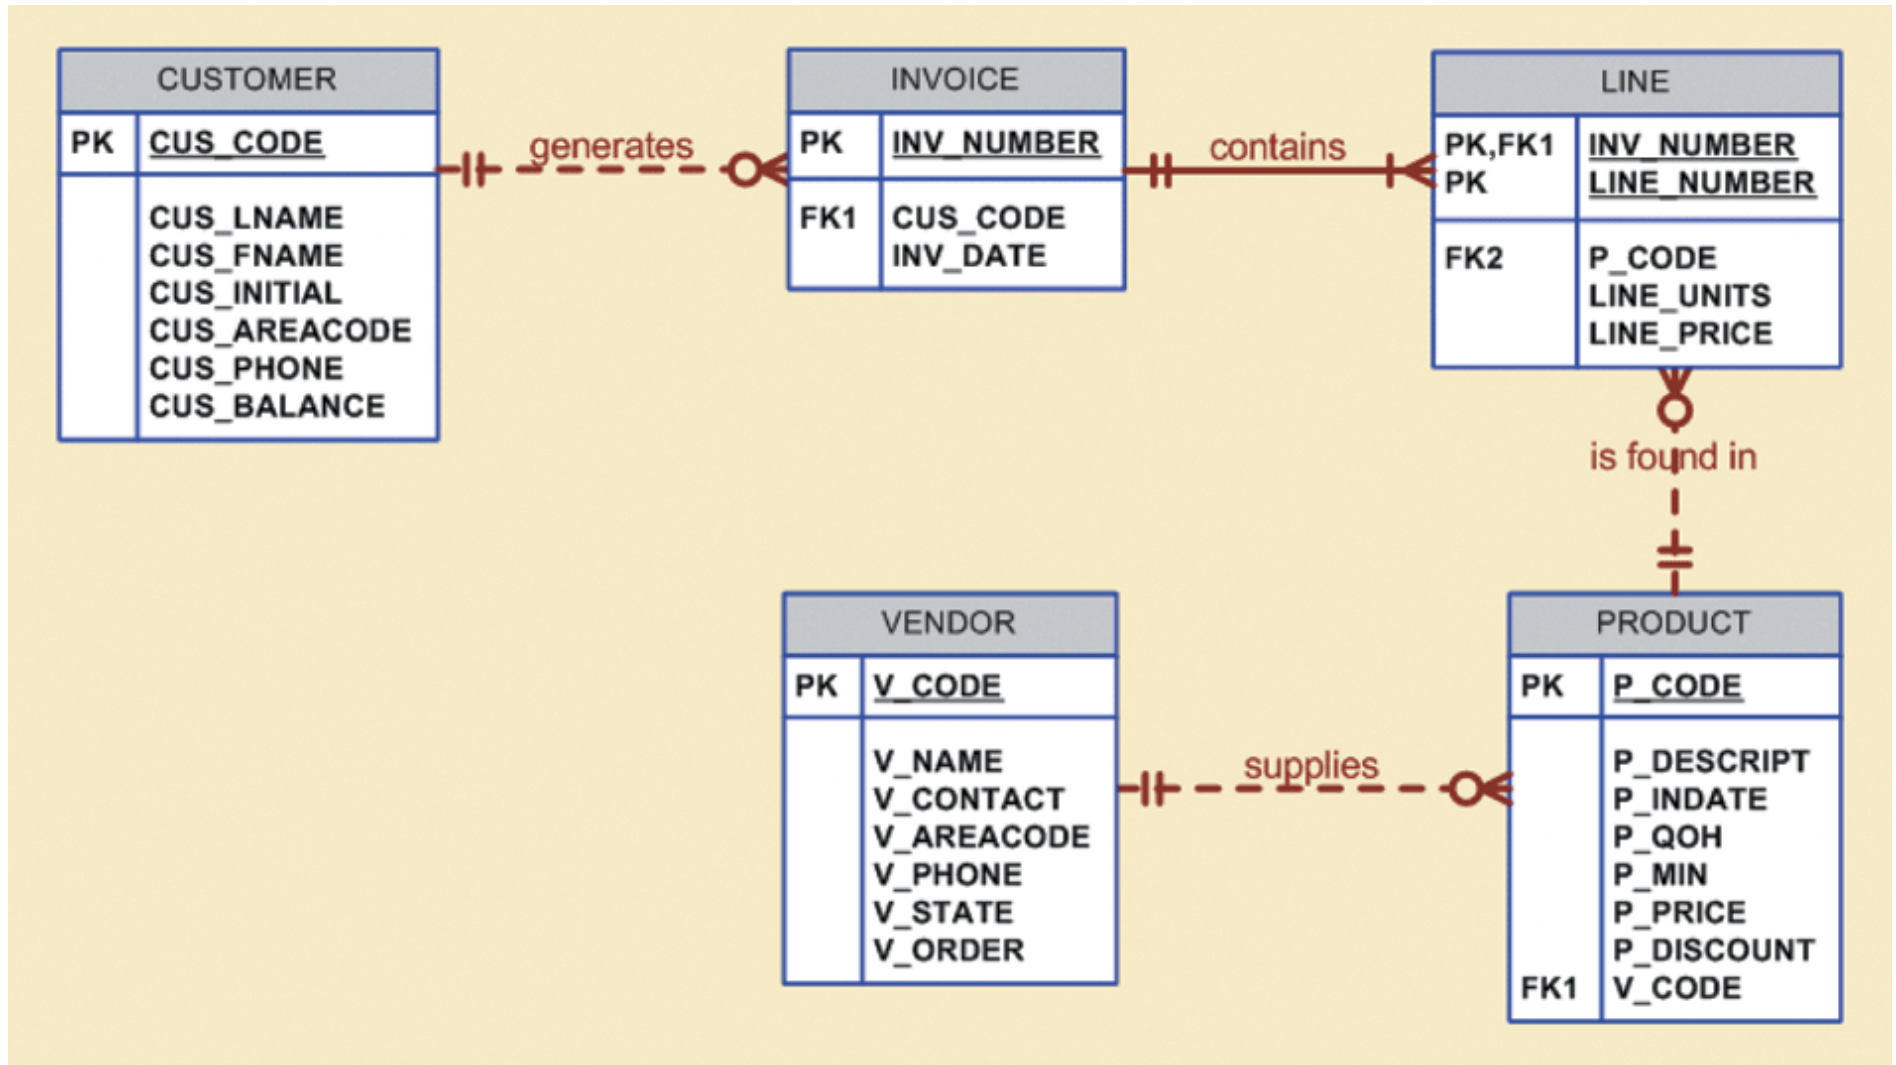 CUSTOMER
PK CUS_CODE
CUS_LNAME
CUS_FNAME
CUS_INITIAL
CUS_AREACODE
CUS_PHONE
CUS_BALANCE
generates
INVOICE
PK INV_NUMBER
FK1 CUS_CODE
INV_DATE
contains
LINE
PK,FK1 INV_NUMBER
PK LINE_NUMBER
FK2 P_CODE
LINE_UNITS
LINE_PRICE
is found in
VENDOR
PK V_CODE
V_NAME
V_CONTACT
V_AREACODE
V_PHONE
V_STATE
V_ORDER
supplies
PRODUCT
PK P_CODE
P_DESCRIPT
P_INDATE
P_QOH
P_MIN
P_PRICE
P_DISCOUNT
FK1 V_CODE